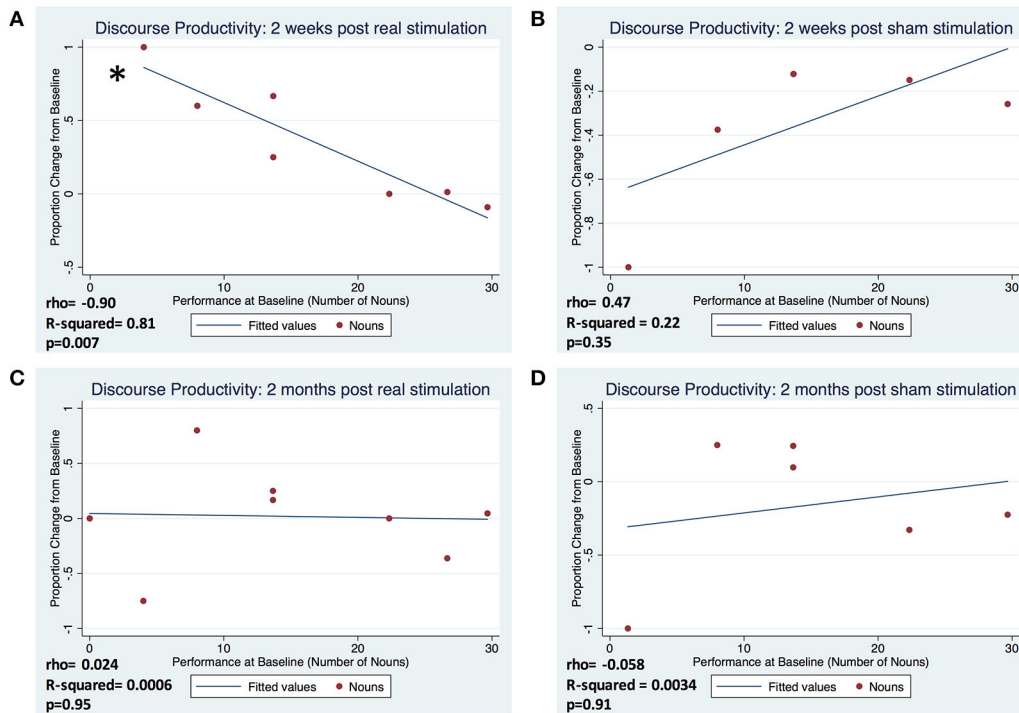 A
Discourse Productivity: 2 weeks post real stimulation
Proportion Change from Baseline
1
.5
0
-.5
*
0
10
20
30
Performance at Baseline (Number of Nouns)
rho= -0.90
R-squared= 0.81
p=0.007
Fitted values
Nouns
B
Discourse Productivity: 2 weeks post sham stimulation
Proportion Change from Baseline
0
-.2
-.4
-.6
-.8
-1
0
10
20
30
Performance at Baseline (Number of Nouns)
rho= 0.47
R-squared = 0.22
p=0.35
Fitted values
Nouns
C
Discourse Productivity: 2 months post real stimulation
Proportion Change from Baseline
1
.5
0
-.5
-1
0
10
20
30
Performance at Baseline (Number of Nouns)
rho= 0.024
R-squared= 0.0006
p=0.95
Fitted values
Nouns
D
Discourse Productivity: 2 months post sham stimulation
Proportion Change from Baseline
.5
0
-.5
-1
0
10
20
30
Performance at Baseline (Number of Nouns)
rho= -0.058
R-squared = 0.0034
p=0.91
Fitted values
Nouns